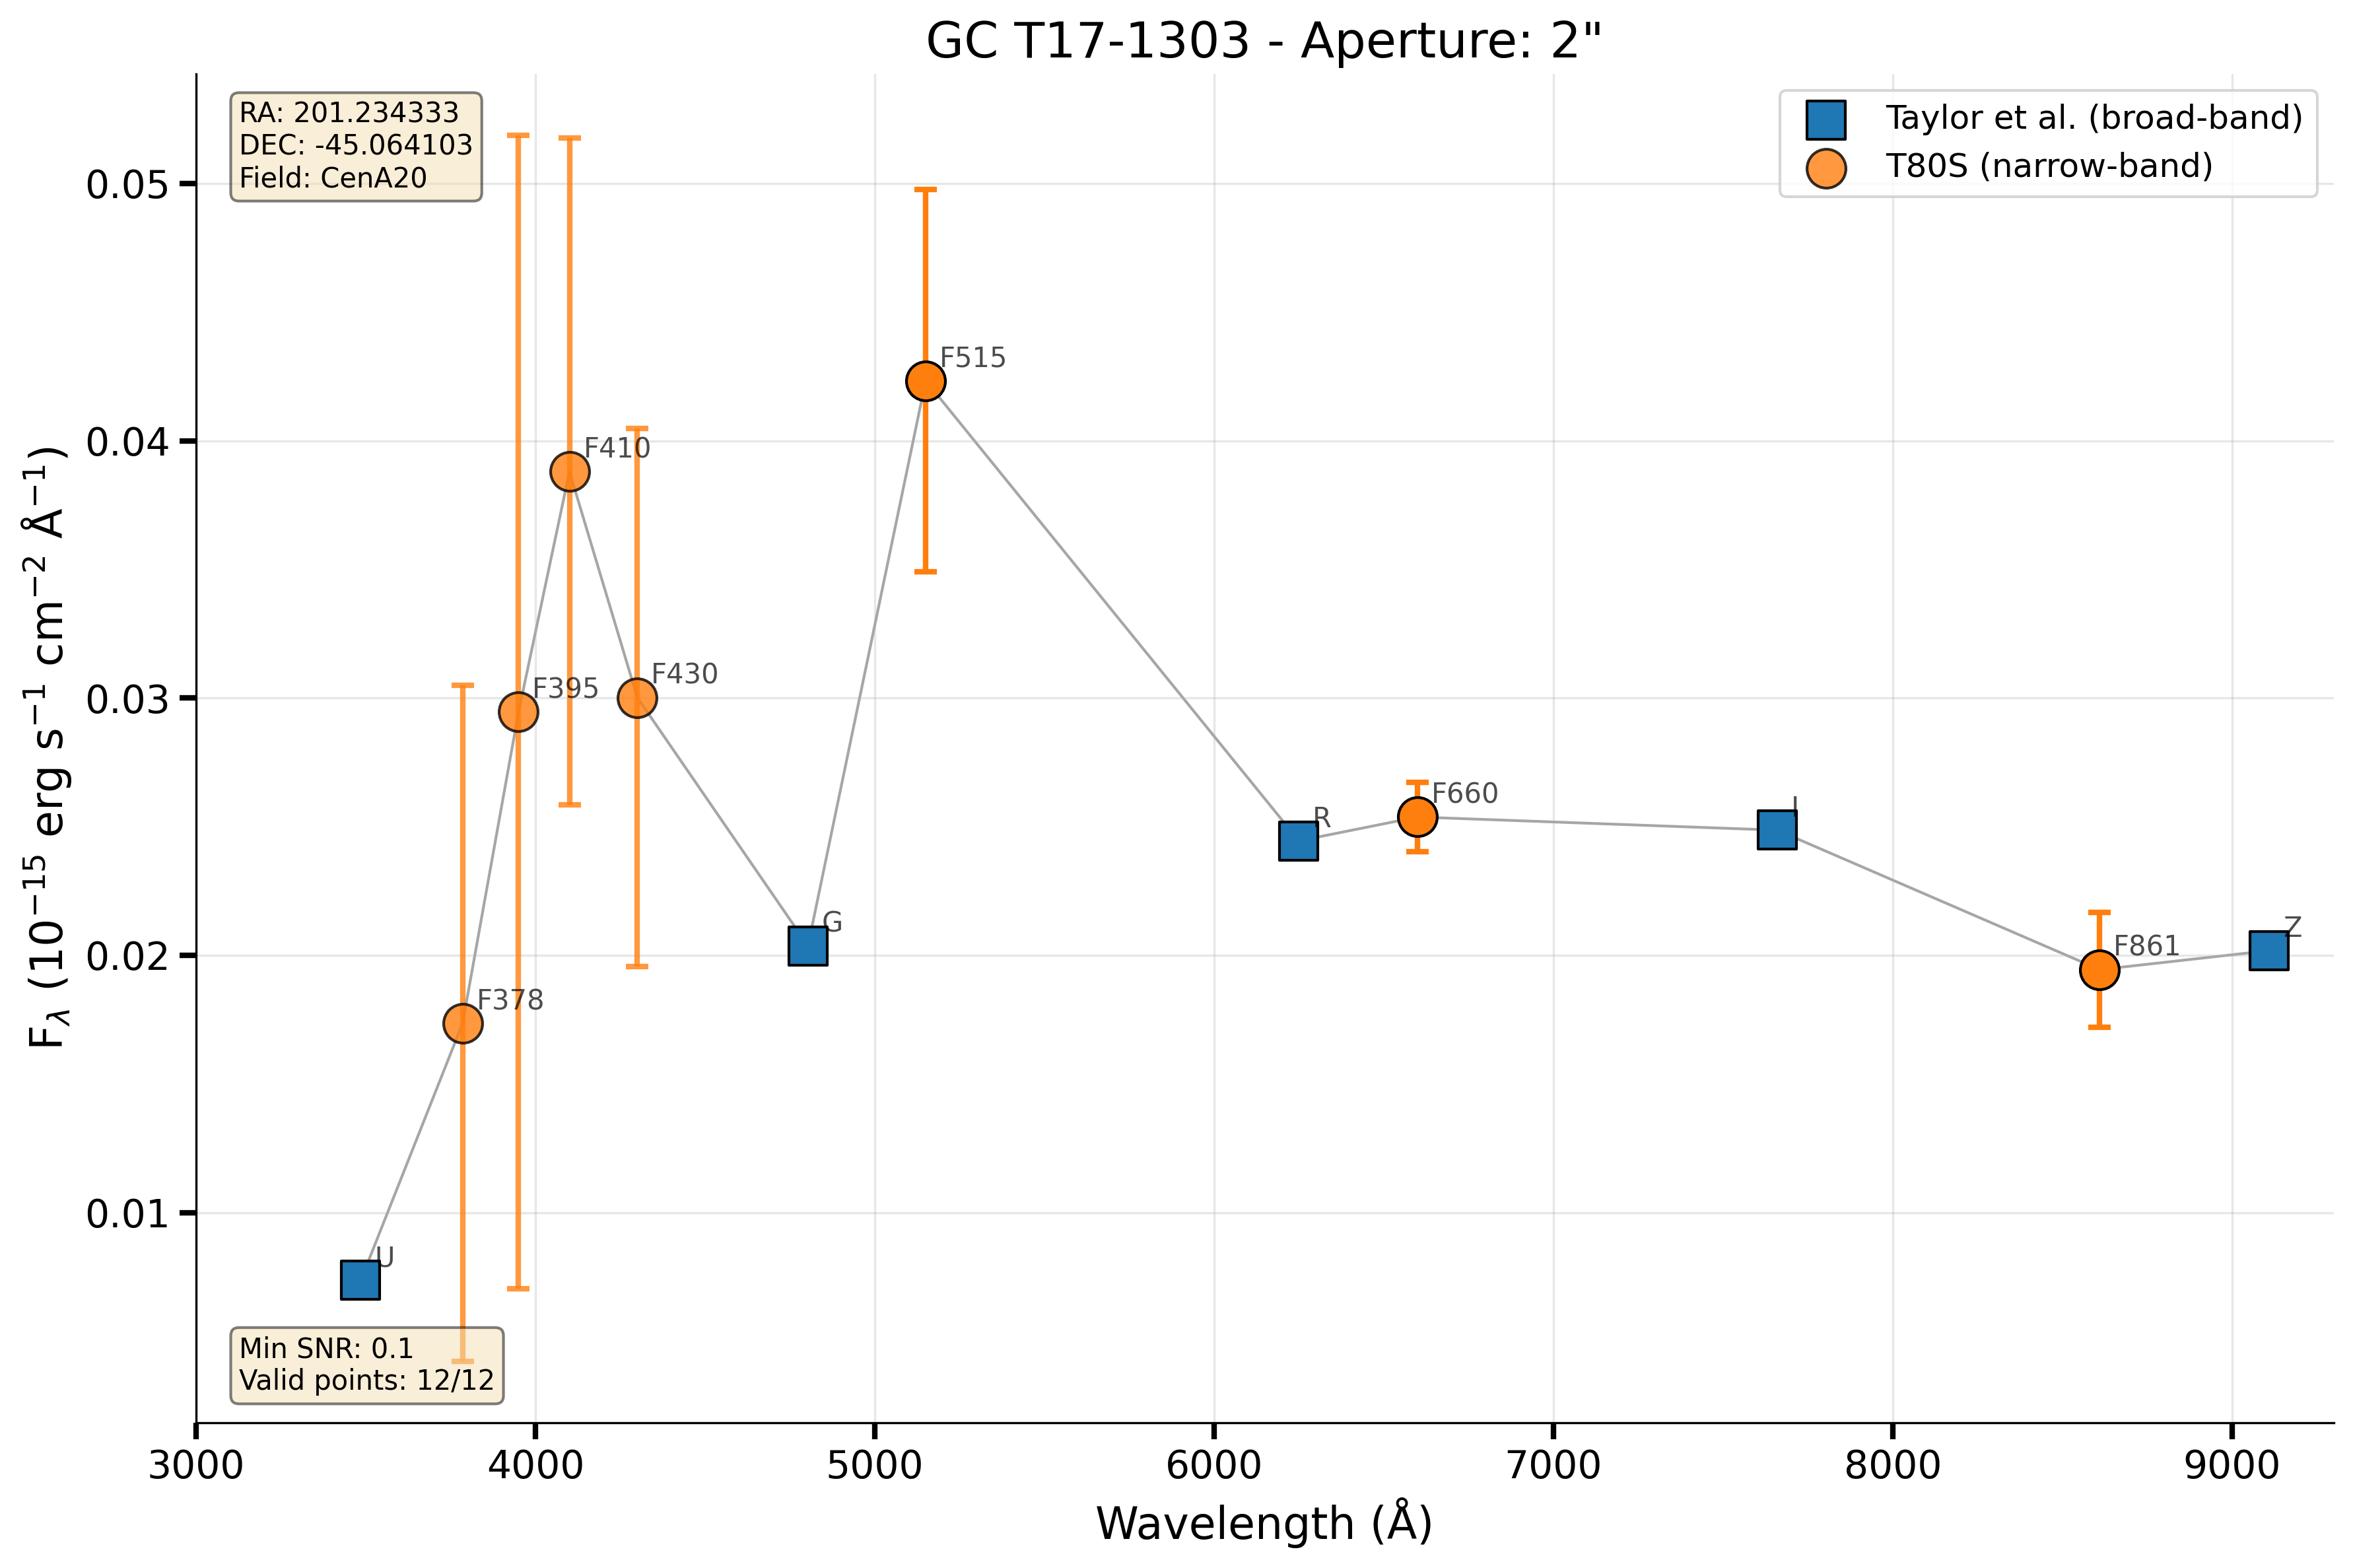 GC T17-1303 - Aperture: 2"
RA: 201.234333
DEC: -45.064103
Field: CenA20
Taylor et al. (broad-band)
T80S (narrow-band)
0.05
0.04
0.03
0.02
0.01
F_λ (10⁻¹⁵ erg s⁻¹ cm⁻² Å⁻¹)
U
F378
F395
F410
F430
G
F515
R
F660
I
F861
Z
Min SNR: 0.1
Valid points: 12/12
3000 4000 5000 6000 7000 8000 9000
Wavelength (Å)